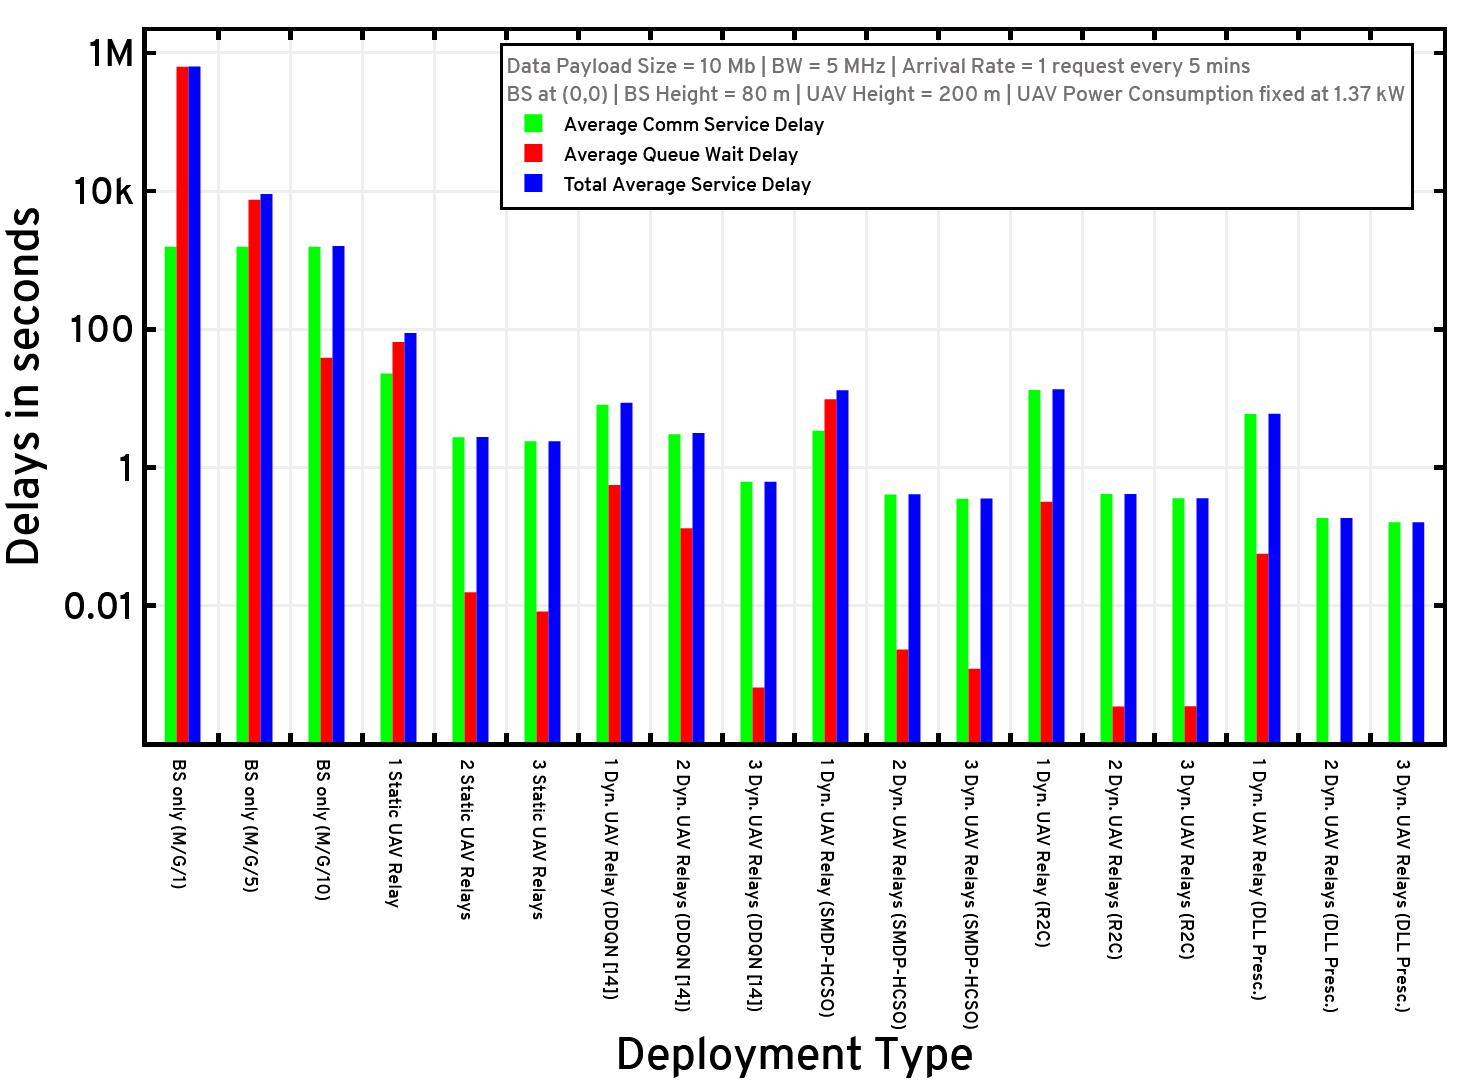 Data Payload Size = 10 Mb | BW = 5 MHz | Arrival Rate = 1 request every 5 mins
BS at (0,0) | BS Height = 80 m | UAV Height = 200 m | UAV Power Consumption fixed at 1.37 kW
Average Comm Service Delay
Average Queue Wait Delay
Total Average Service Delay
Delays in seconds
1M
10k
100
1
0.01
BS only (M/G/1)
BS only (M/G/5)
BS only (M/G/10)
1 Static UAV Relay
2 Static UAV Relays
3 Static UAV Relays
1 Dyn. UAV Relay (DDQN [14])
2 Dyn. UAV Relays (DDQN [14])
3 Dyn. UAV Relays (DDQN [14])
1 Dyn. UAV Relay (SMDP-HCSO)
2 Dyn. UAV Relays (SMDP-HCSO)
3 Dyn. UAV Relays (SMDP-HCSO)
1 Dyn. UAV Relay (R2C)
2 Dyn. UAV Relays (R2C)
3 Dyn. UAV Relays (R2C)
1 Dyn. UAV Relay (DLL Presc.)
2 Dyn. UAV Relays (DLL Presc.)
3 Dyn. UAV Relays (DLL Presc.)
Deployment Type